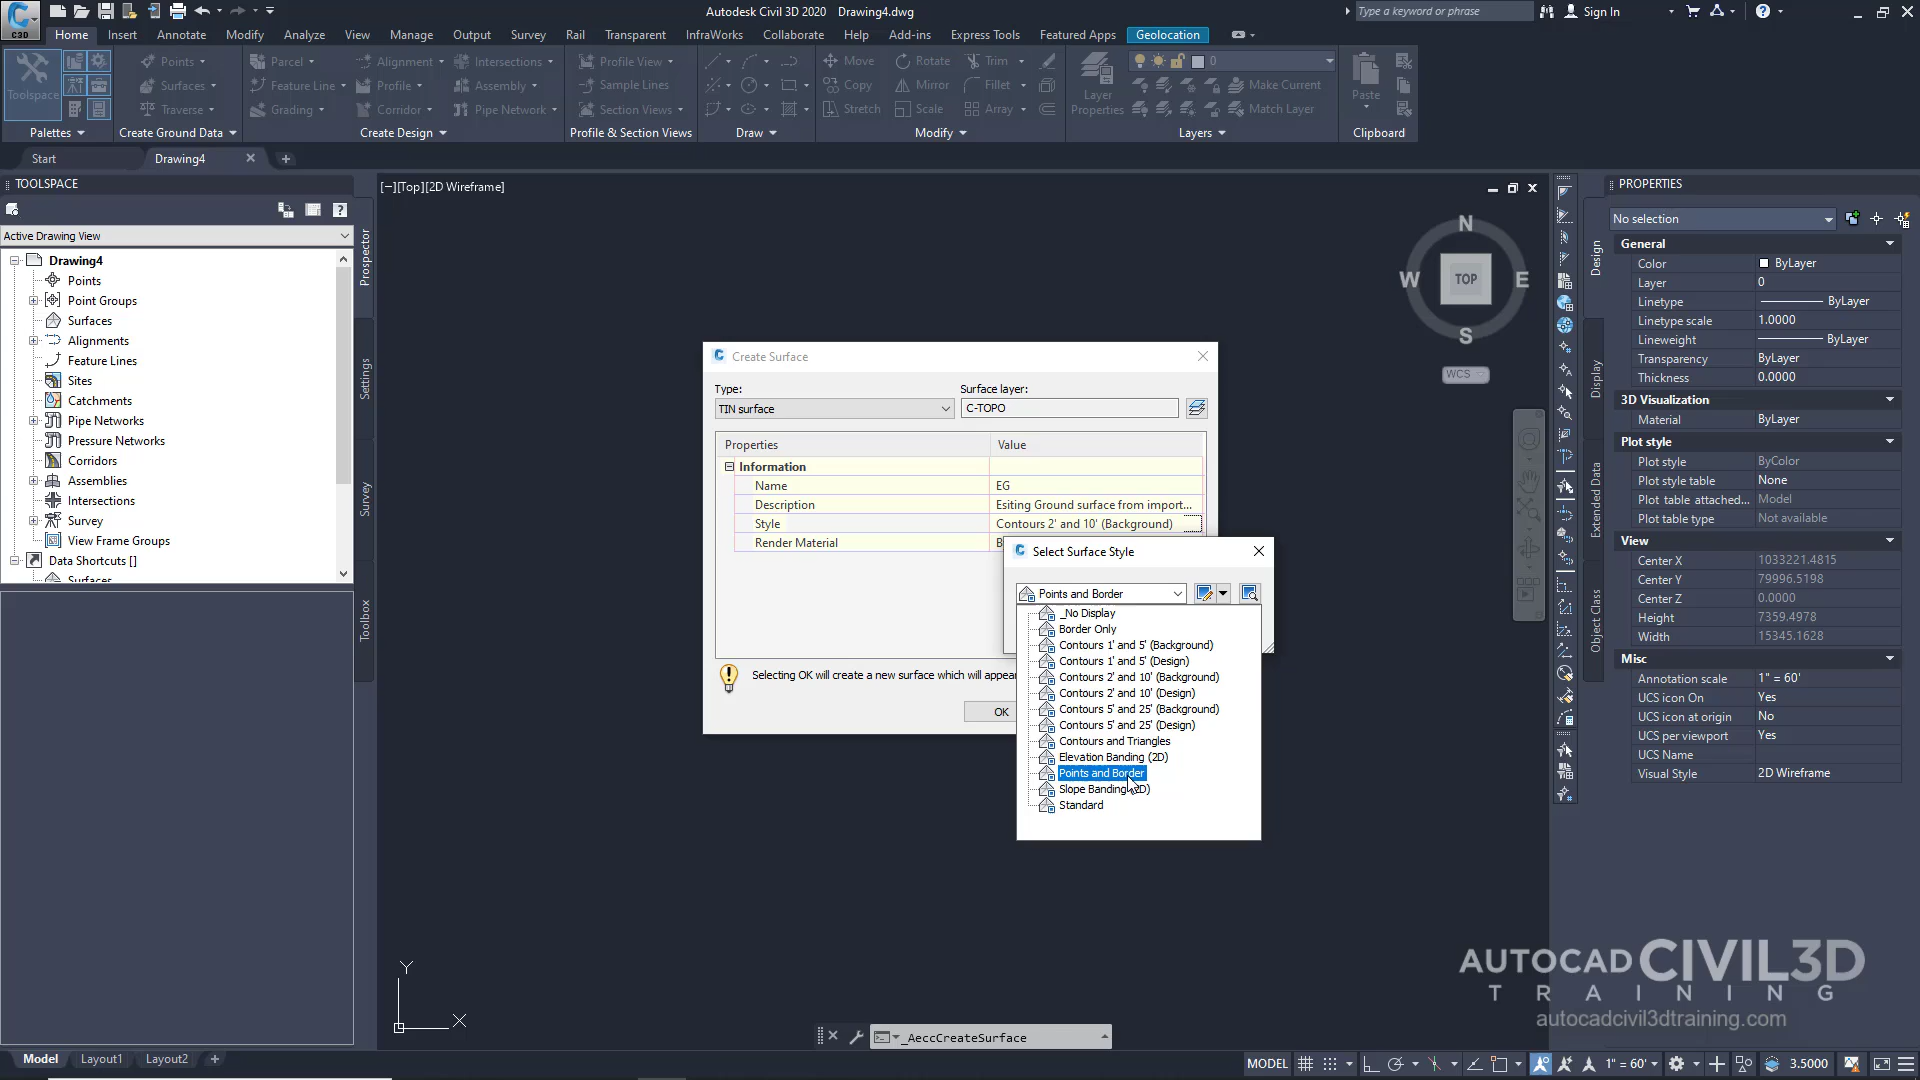 Autodesk Civil 3D 2020 Drawing4.dwg
Type a keyword or phrase
Sign In
C3D
Home Insert Annotate Modify Analyze View Manage Output Survey Rail Transparent InfraWorks Collaborate Help Add-ins Express Tools Featured Apps Geolocation
Toolspace
Points
Surfaces
Traverse
Parcel
Feature Line
Grading
Alignment
Profile
Corridor
Intersections
Assembly
Pipe Network
Profile View
Sample Lines
Section Views
Move
Copy
Stretch
Rotate
Mirror
Scale
Trim
Fillet
Array
Layer
Properties
0
Make Current
Match Layer
Paste
Palettes
Create Ground Data
Create Design
Profile & Section Views
Draw
Modify
Layers
Clipboard
Start
Drawing4
TOOLSPACE
Active Drawing View
Drawing4
Points
Point Groups
Surfaces
Alignments
Feature Lines
Sites
Catchments
Pipe Networks
Pressure Networks
Corridors
Assemblies
Intersections
Survey
View Frame Groups
Data Shortcuts []
Surfaces
Prospector
Settings
Survey
Toolbox
[−][Top][2D Wireframe]
N
W
TOP
E
S
WCS
Create Surface
Type:
Surface layer:
TIN surface
C-TOPO
Properties Value
Information
Name EG
Description Esiting Ground surface from import...
Style Contours 2' and 10' (Background)
Render Material B
Selecting OK will create a new surface which will appear
OK
Select Surface Style
Points and Border
_No Display
Border Only
Contours 1' and 5' (Background)
Contours 1' and 5' (Design)
Contours 2' and 10' (Background)
Contours 2' and 10' (Design)
Contours 5' and 25' (Background)
Contours 5' and 25' (Design)
Contours and Triangles
Elevation Banding (2D)
Points and Border
Slope Banding (2D)
Standard
PROPERTIES
No selection
General
Color ByLayer
Layer 0
Linetype ByLayer
Linetype scale 1.0000
Lineweight ByLayer
Transparency ByLayer
Thickness 0.0000
3D Visualization
Material ByLayer
Plot style
Plot style ByColor
Plot style table None
Plot table attached... Model
Plot table type Not available
View
Center X 1033221.4815
Center Y 79996.5198
Center Z 0.0000
Height 7359.4978
Width 15345.1628
Misc
Annotation scale 1" = 60'
UCS icon On Yes
UCS icon at origin No
UCS per viewport Yes
UCS Name
Visual Style 2D Wireframe
Design
Display
Extended Data
Object Class
Y
X
_AeccCreateSurface
AUTOCAD CIVIL3D
TRAINING
autocadcivil3dtraining.com
Model Layout1 Layout2
MODEL
1" = 60'
3.5000